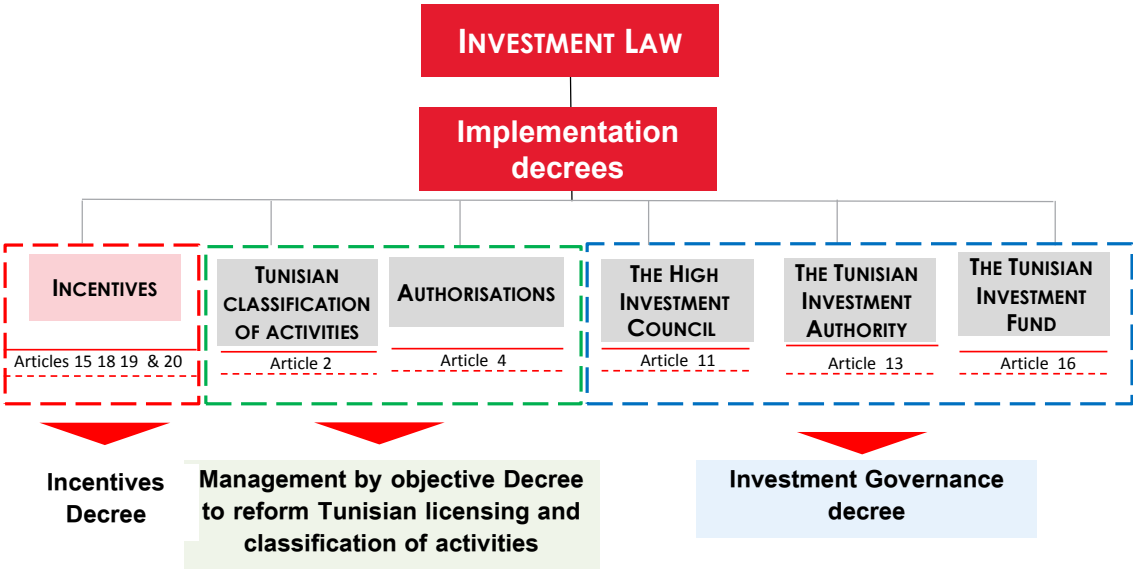 INVESTMENT LAW
Implementation
decrees
INCENTIVES
Articles 15 18 19 & 20
TUNISIAN
CLASSIFICATION
OF ACTIVITIES
Article 2
AUTHORISATIONS
Article 4
THE HIGH
INVESTMENT
COUNCIL
Article 11
THE TUNISIAN
INVESTMENT
AUTHORITY
Article 13
THE TUNISIAN
INVESTMENT
FUND
Article 16
Incentives
Decree
Management by objective Decree
to reform Tunisian licensing and
classification of activities
Investment Governance
decree